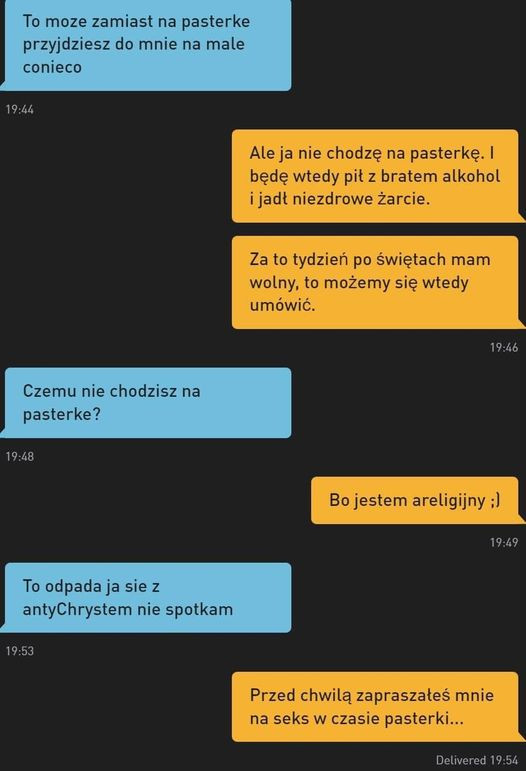 To moze zamiast na pasterke
przyjdziesz do mnie na male
conieco
19:44
Ale ja nie chodzę na pasterkę. I
będę wtedy pił z bratem alkohol
i jadł niezdrowe żarcie.
Za to tydzień po świętach mam
wolny, to możemy się wtedy
umówić.
19:46
Czemu nie chodzisz na
pasterke?
19:48
Bo jestem areligijny ;)
19:49
To odpada ja sie z
antyChrystem nie spotkam
19:53
Przed chwilą zapraszałeś mnie
na seks w czasie pasterki...
Delivered 19:54